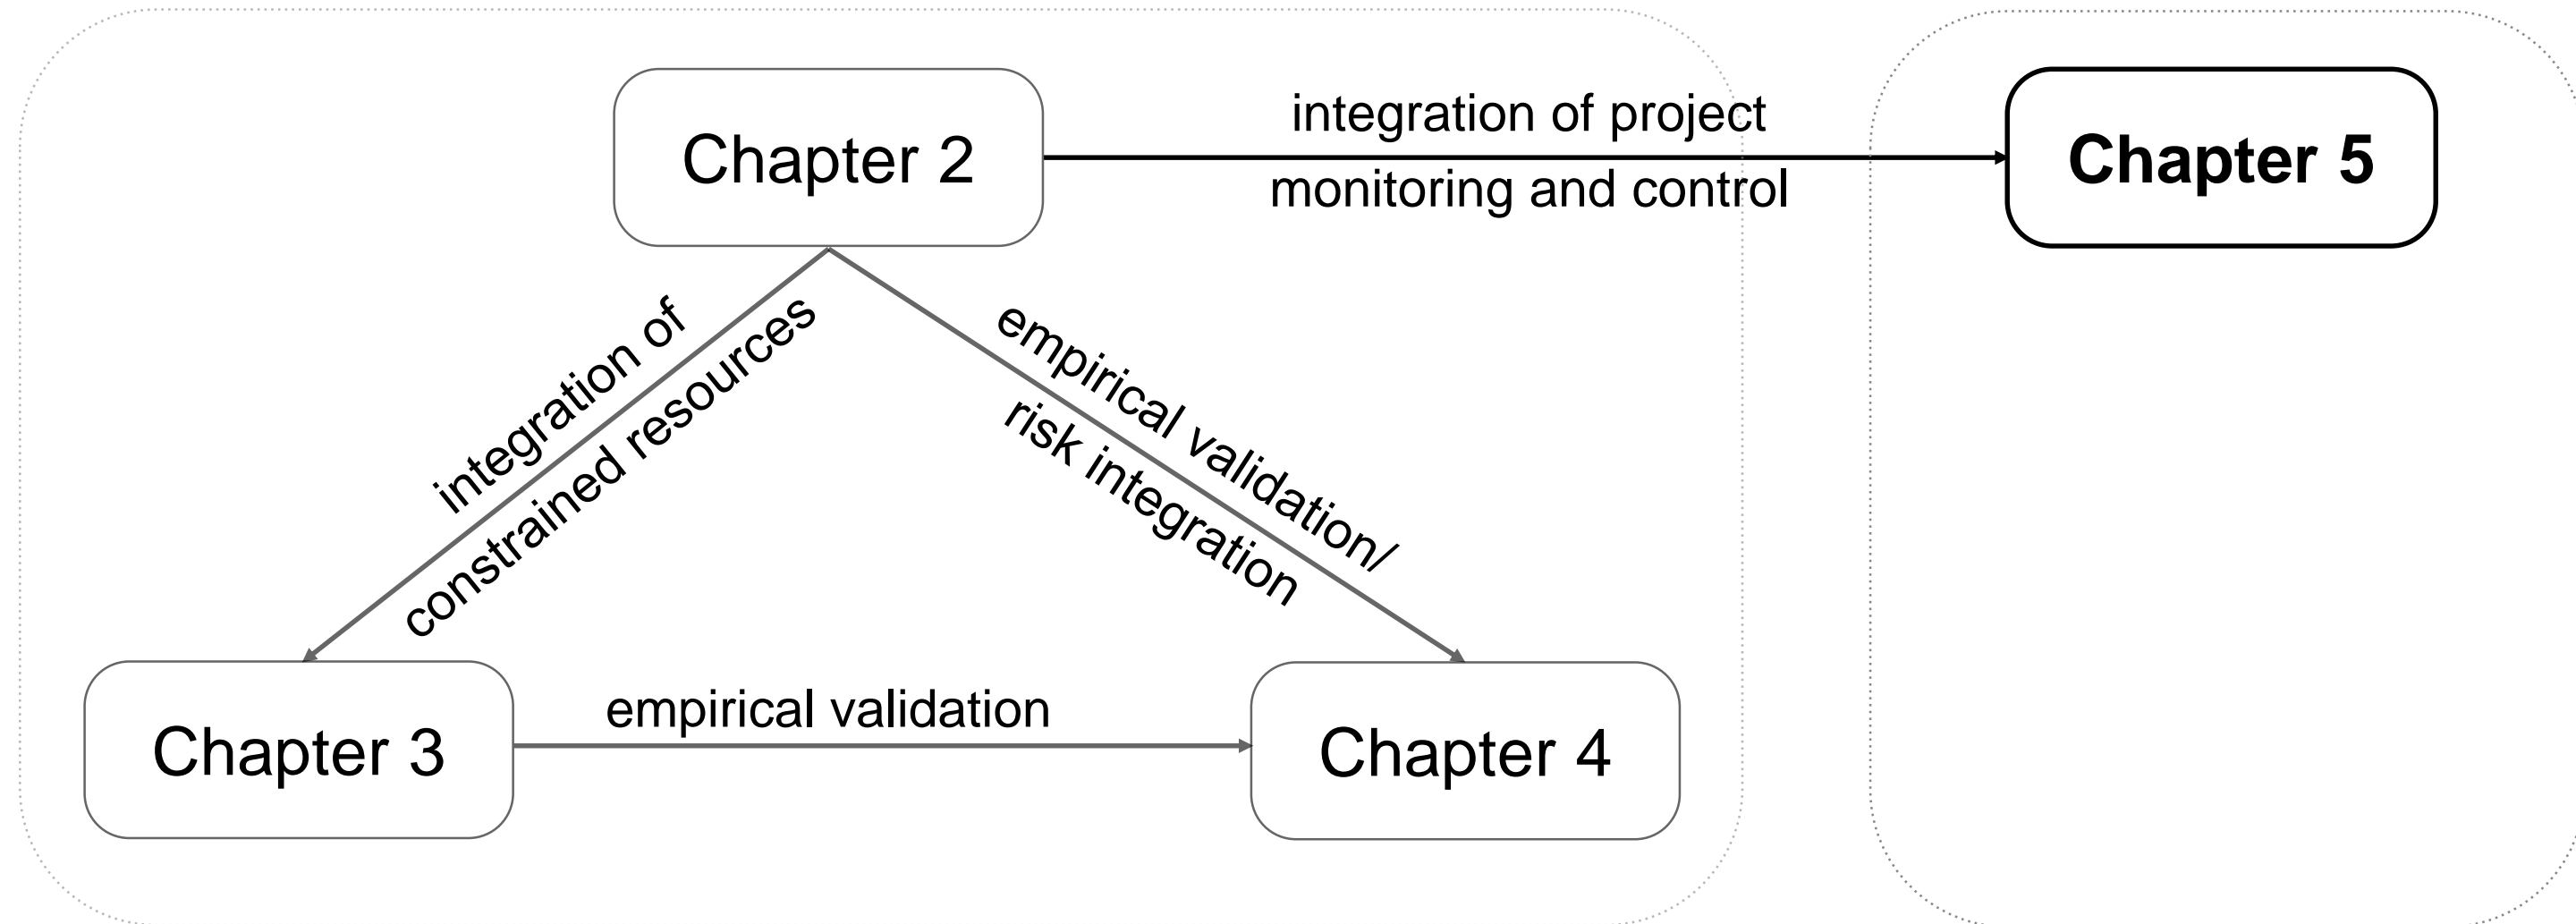 Chapter 2
integration of project
monitoring and control
Chapter 5
integration of
constrained resources
empirical validation/
risk integration
Chapter 3
empirical validation
Chapter 4